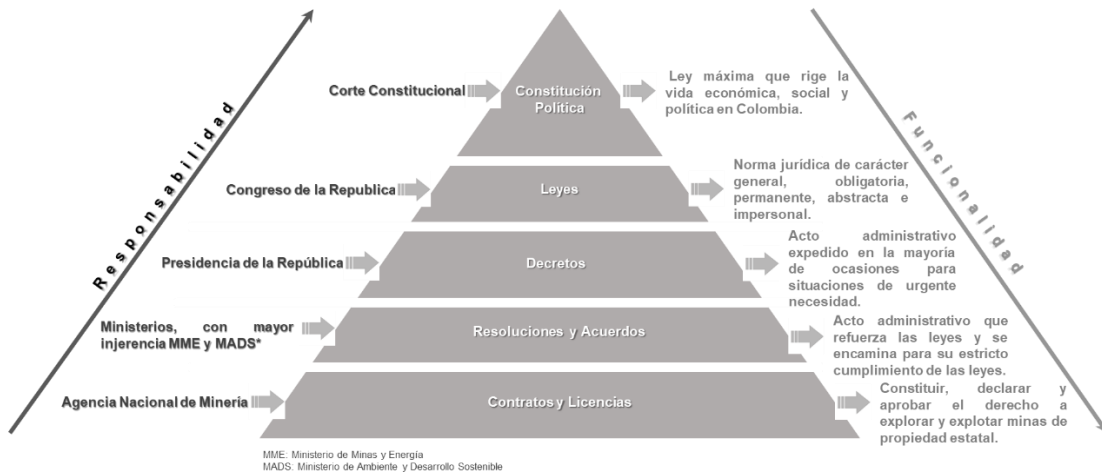 Responsabilidad
Funcionalidad
Corte Constitucional
Constitución
Política
Ley máxima que rige la
vida económica, social y
política en Colombia.
Congreso de la Republica
Leyes
Norma jurídica de carácter
general, obligatoria,
permanente, abstracta e
impersonal.
Presidencia de la República
Decretos
Acto administrativo
expedido en la mayoría
de ocasiones para
situaciones de urgente
necesidad.
Ministerios, con mayor
injerencia MME y MADS*
Resoluciones y Acuerdos
Acto administrativo que
refuerza las leyes y se
encamina para su estricto
cumplimiento de las leyes.
Agencia Nacional de Minería
Contratos y Licencias
Constituir, declarar y
aprobar el derecho a
explorar y explotar minas de
propiedad estatal.
MME: Ministerio de Minas y Energía
MADS: Ministerio de Ambiente y Desarrollo Sostenible